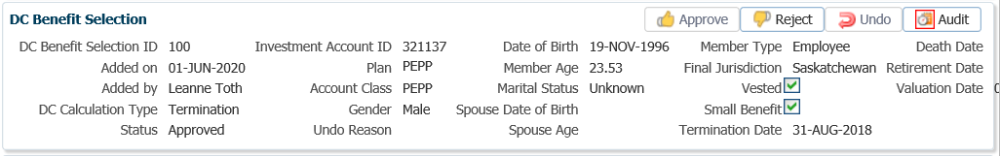 DC Benefit Selection Approve Reject Undo Audit
DC Benefit Selection ID 100 Investment Account ID 321137 Date of Birth 19-NOV-1996 Member Type Employee Death Date
Added on 01-JUN-2020 Plan PEPP Member Age 23.53 Final Jurisdiction Saskatchewan Retirement Date
Added by Leanne Toth Account Class PEPP Marital Status Unknown Vested Valuation Date
DC Calculation Type Termination Gender Male Spouse Date of Birth Small Benefit
Status Approved Undo Reason Spouse Age Termination Date 31-AUG-2018